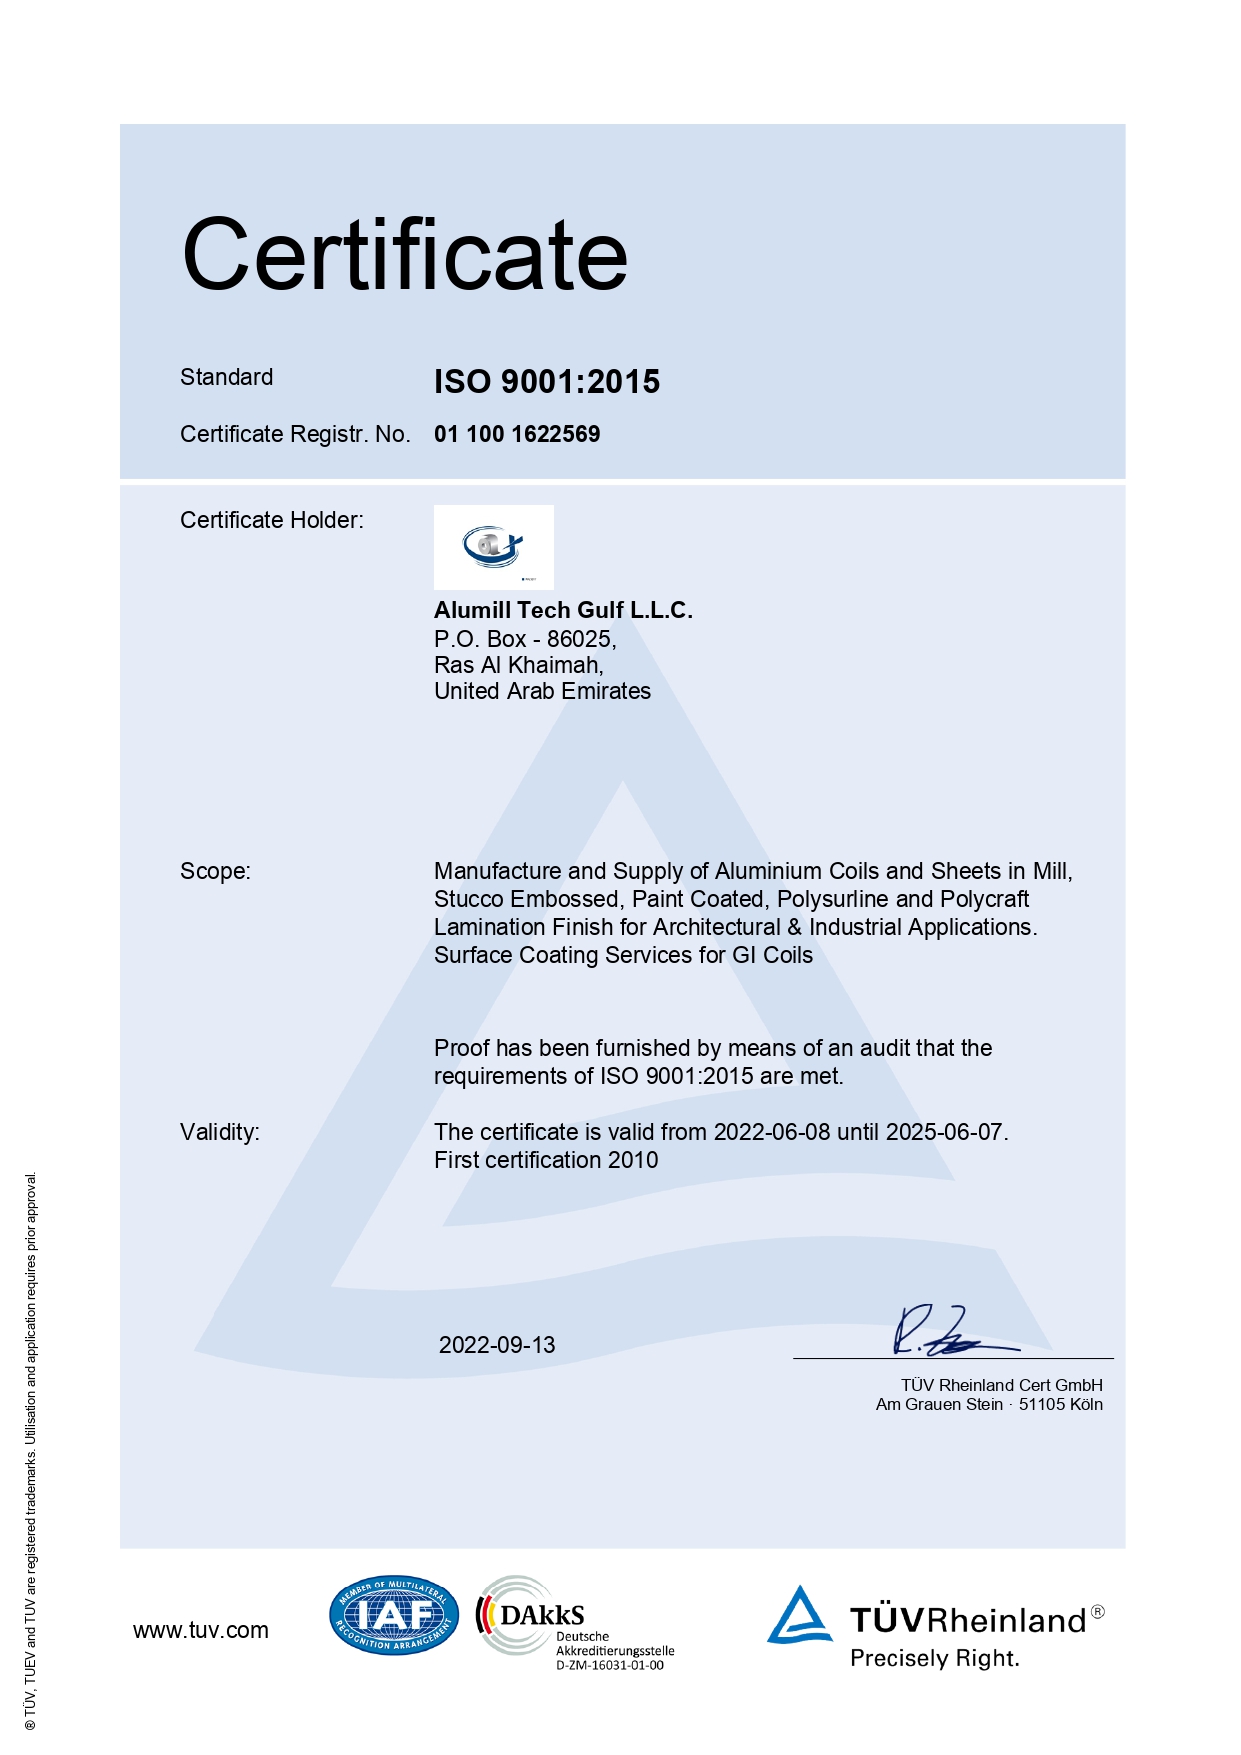 Certificate
Standard
ISO 9001:2015
Certificate Registr. No.
01 100 1622569
Certificate Holder:
Alumill Tech Gulf L.L.C.
P.O. Box - 86025,
Ras Al Khaimah,
United Arab Emirates
Scope:
Manufacture and Supply of Aluminium Coils and Sheets in Mill,
Stucco Embossed, Paint Coated, Polysurline and Polycraft
Lamination Finish for Architectural & Industrial Applications.
Surface Coating Services for GI Coils
Proof has been furnished by means of an audit that the
requirements of ISO 9001:2015 are met.
Validity:
The certificate is valid from 2022-06-08 until 2025-06-07.
First certification 2010
2022-09-13
TÜV Rheinland Cert GmbH
Am Grauen Stein · 51105 Köln
® TÜV, TUEV and TUV are registered trademarks. Utilisation and application requires prior approval.
www.tuv.com
MEMBER OF MULTILATERAL
IAF
RECOGNITION ARRANGEMENT
DAkkS
Deutsche
Akkreditierungsstelle
D-ZM-16031-01-00
TÜVRheinland®
Precisely Right.